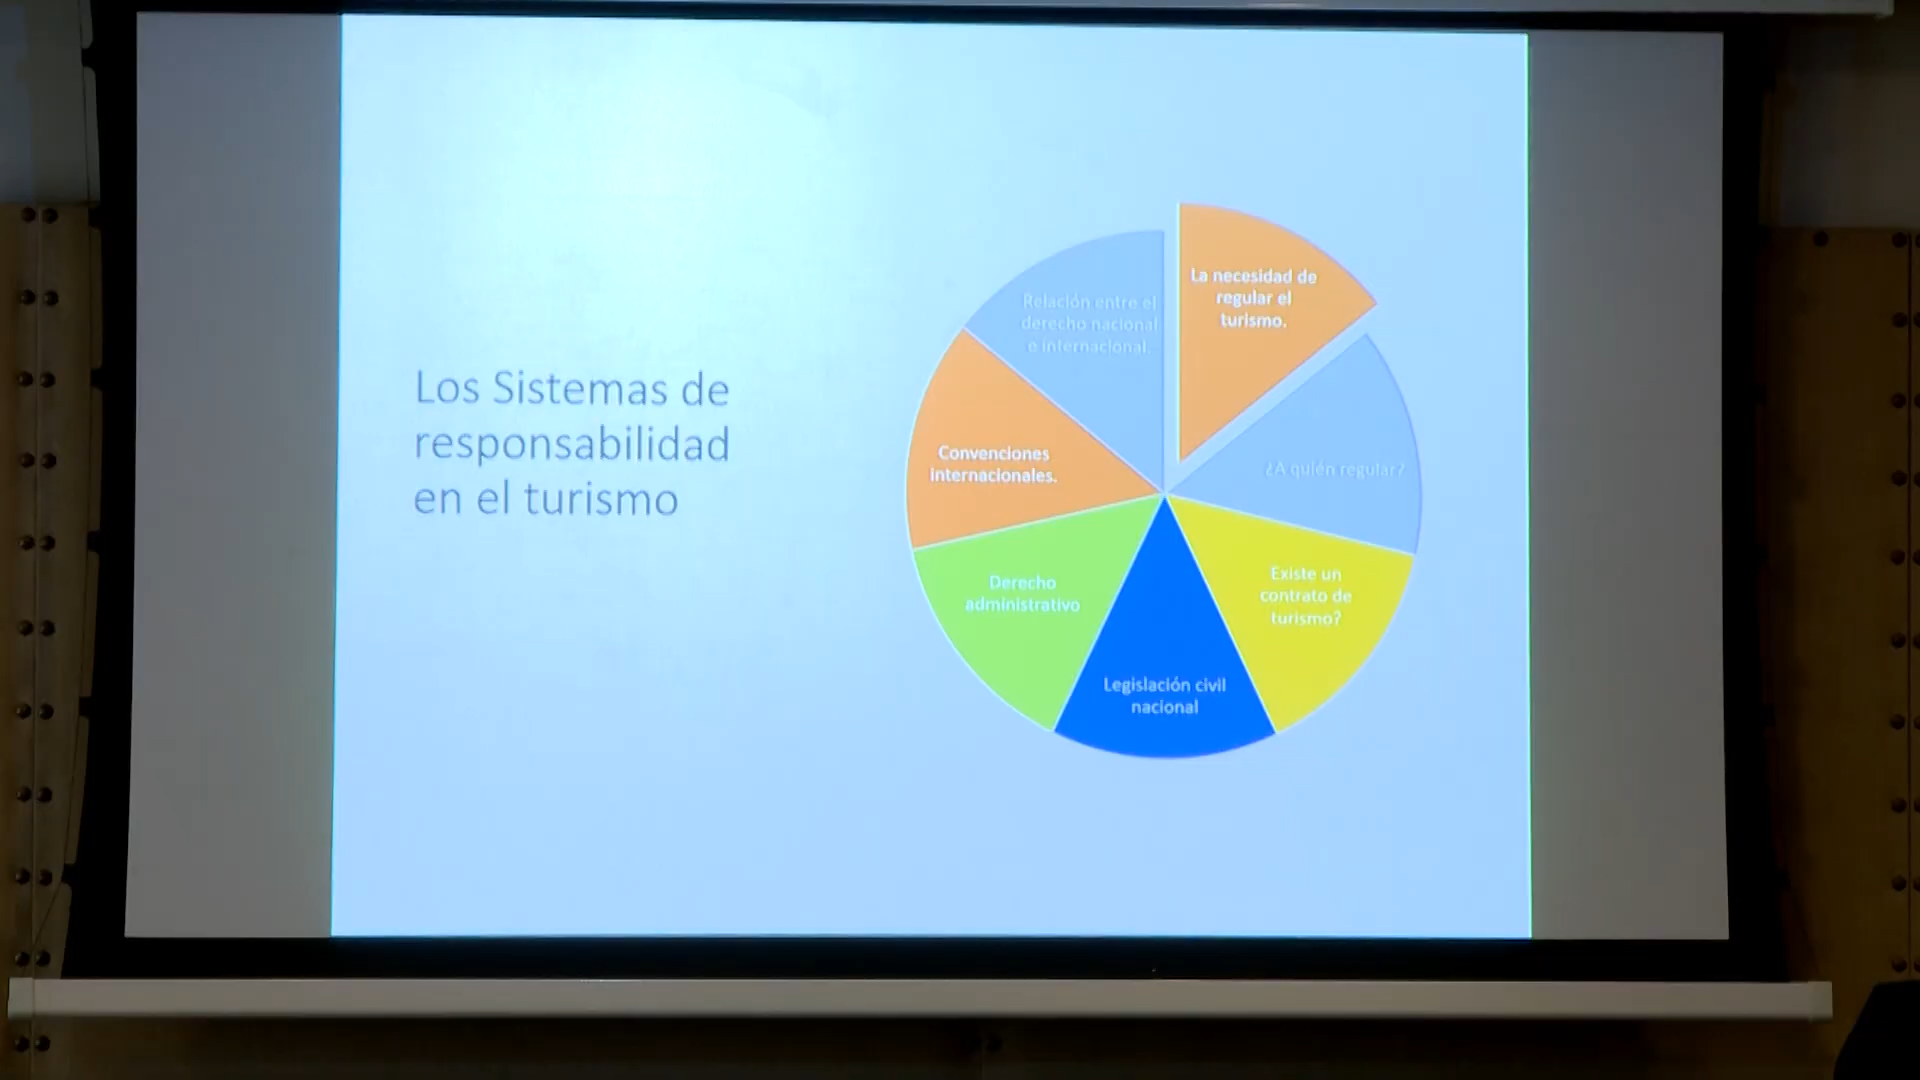 Los Sistemas de
responsabilidad
en el turismo
La necesidad de
regular el
turismo.
¿A quién regular?
Existe un
contrato de
turismo?
Legislación civil
nacional
Derecho
administrativo
Convenciones
internacionales.
Relación entre el
derecho nacional
e internacional.